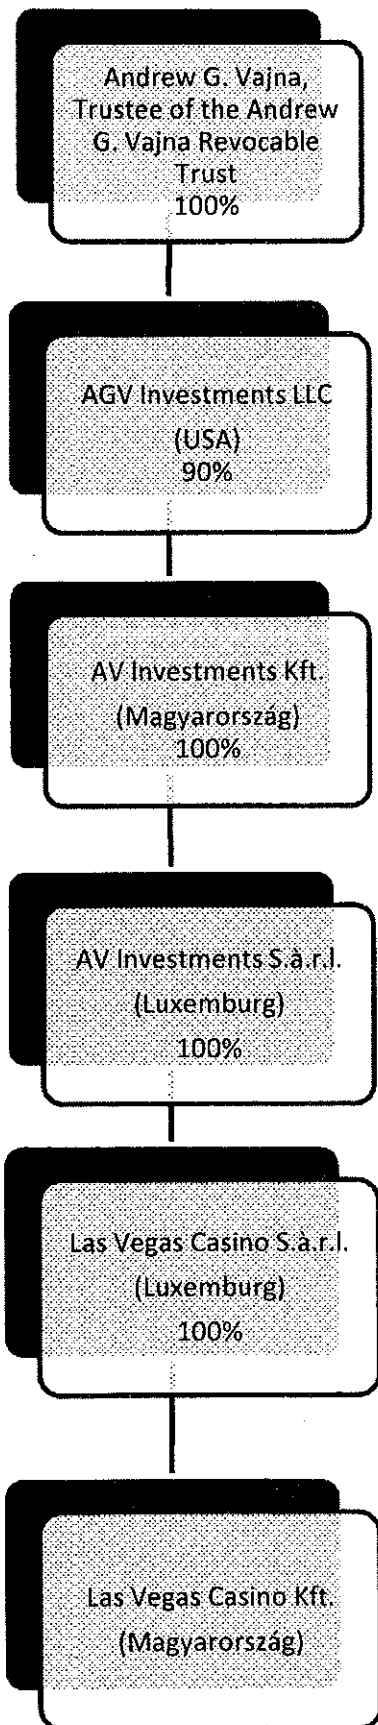 Andrew G. Vajna,
Trustee of the Andrew
G. Vajna Revocable
Trust
100%
AGV Investments LLC
(USA)
90%
AV Investments Kft.
(Magyarország)
100%
AV Investments S.à.r.l.
(Luxemburg)
100%
Las Vegas Casino S.à.r.l.
(Luxemburg)
100%
Las Vegas Casino Kft.
(Magyarország)